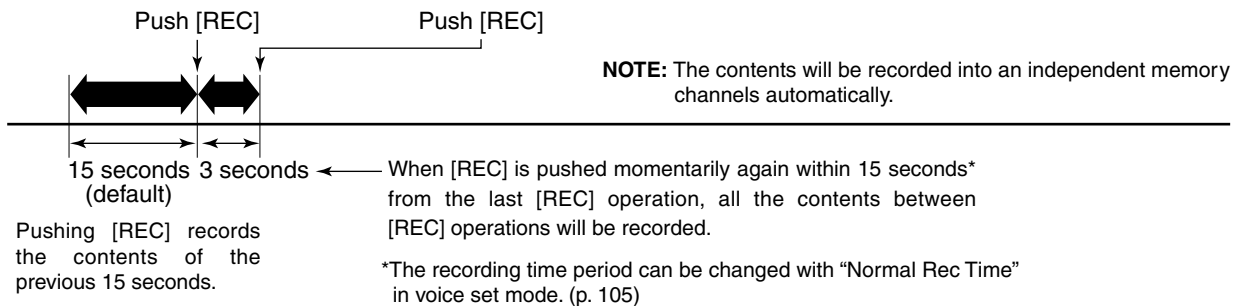 Push [REC] Push [REC]
NOTE: The contents will be recorded into an independent memory
channels automatically.
15 seconds 3 seconds
(default)
Pushing [REC] records
the contents of the
previous 15 seconds.
When [REC] is pushed momentarily again within 15 seconds*
from the last [REC] operation, all the contents between
[REC] operations will be recorded.
*The recording time period can be changed with “Normal Rec Time”
in voice set mode. (p. 105)